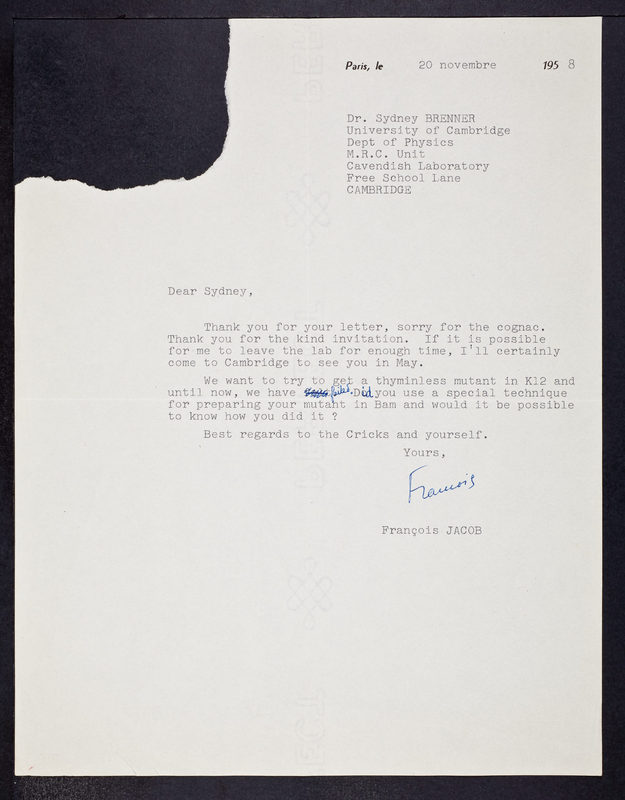 Paris, le 20 novembre 1958
Dr. Sydney BRENNER
University of Cambridge
Dept of Physics
M.R.C. Unit
Cavendish Laboratory
Free School Lane
CAMBRIDGE
Dear Sydney,
Thank you for your letter, sorry for the cognac.
Thank you for the kind invitation. If it is possible
for me to leave the lab for enough time, I'll certainly
come to Cambridge to see you in May.
We want to try to get a thyminless mutant in K12 and
until now, we have failed. Did you use a special technique
for preparing your mutant in Bam and would it be possible
to know how you did it ?
Best regards to the Cricks and yourself.
Yours,
François
François JACOB